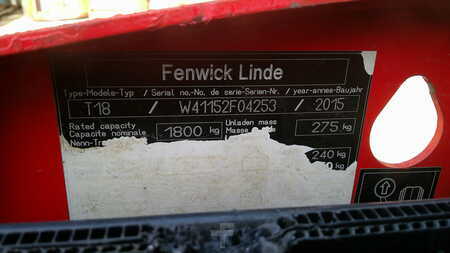 Fenwick Linde
Type-Modele-Typ / Serial no.-No. de serie-Serien-Nr. / year-annee-Baujahr
T18 / W41152F04253 / 2015
Rated capacity Unladen mass
Capacite nominale 1800 kg Masse 275 kg
240 kg
kg